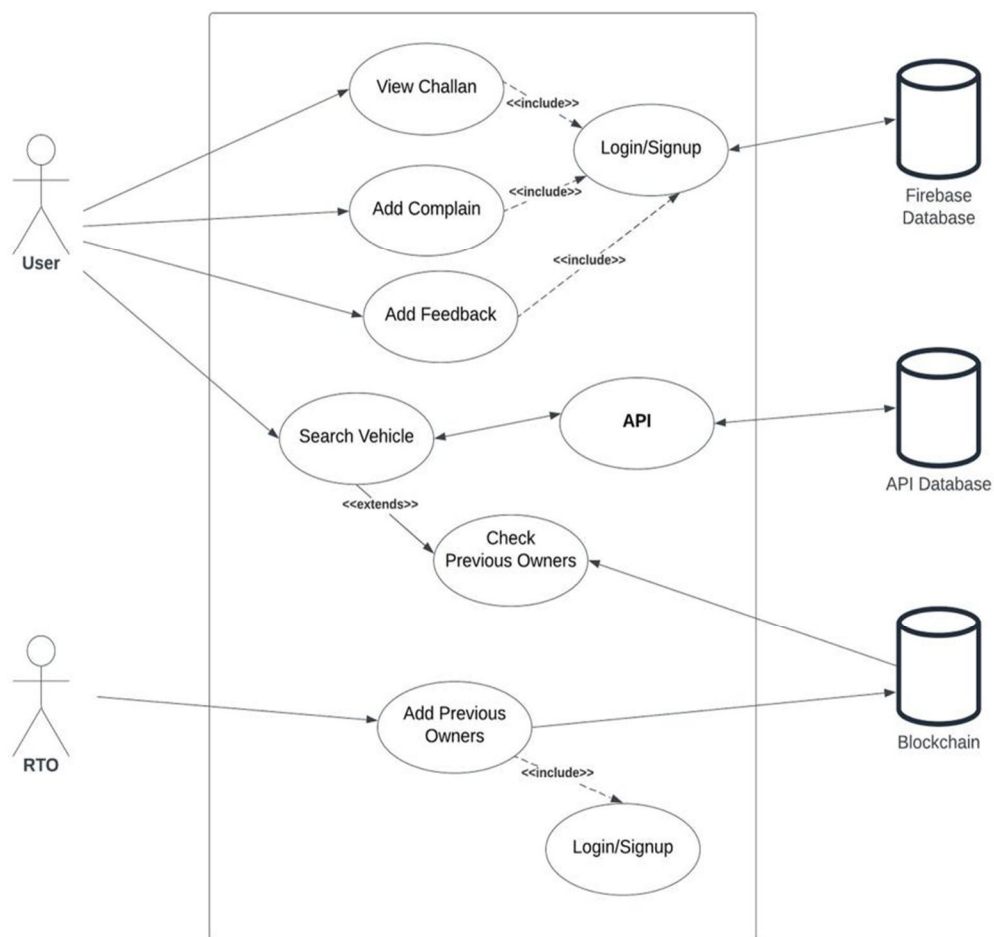 View Challan
<<include>>
Login/Signup
Firebase
Database
<<include>>
Add Complain
User
<<include>>
Add Feedback
Search Vehicle
API
API Database
<<extends>>
Check
Previous Owners
Blockchain
RTO
Add Previous
Owners
<<include>>
Login/Signup